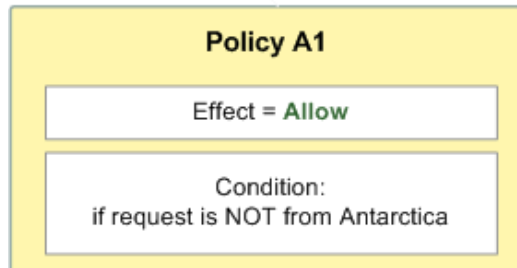 Policy A1
Effect = Allow
Condition:
if request is NOT from Antarctica